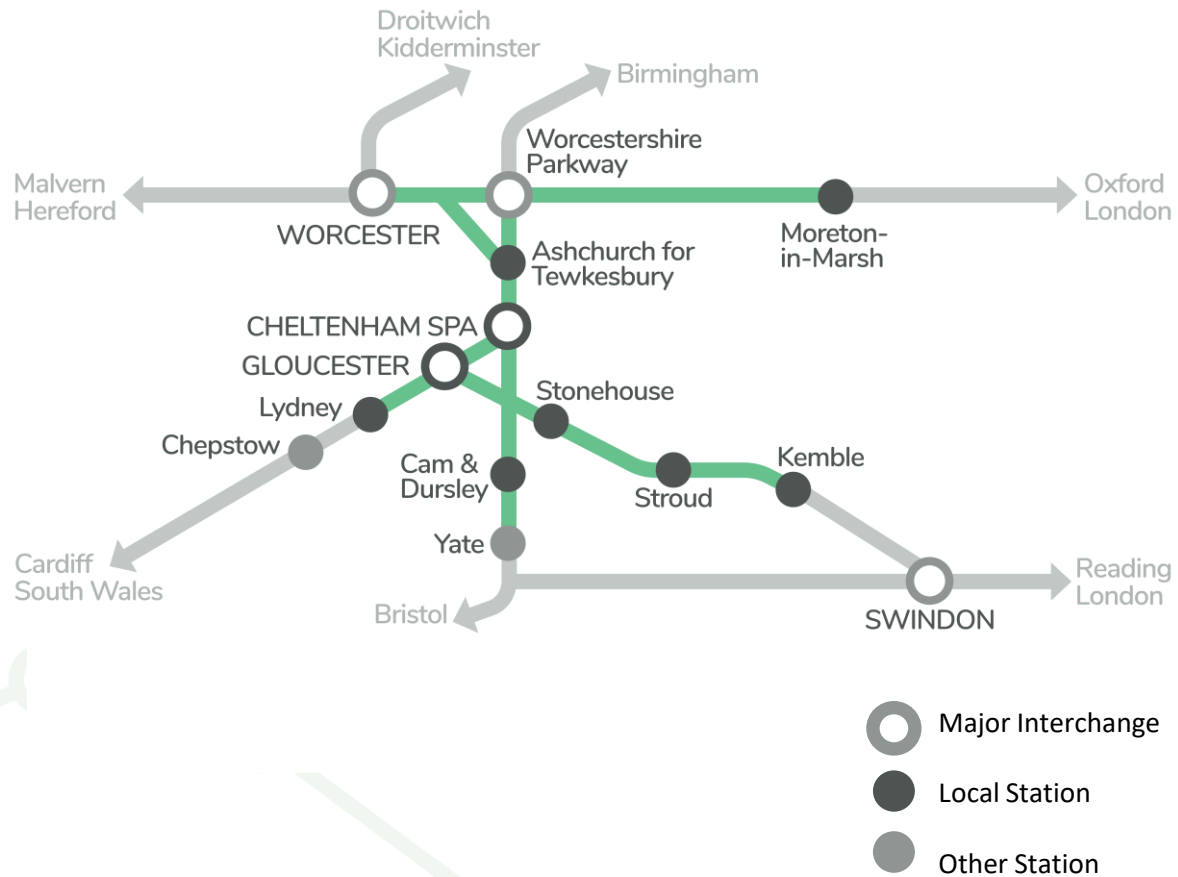 Droitwich
Kidderminster
Birmingham
Worcestershire
Parkway
Malvern
Hereford
Oxford
London
WORCESTER
Moreton-
in-Marsh
Ashchurch for
Tewkesbury
CHELTENHAM SPA
GLOUCESTER
Stonehouse
Lydney
Chepstow
Cam &
Dursley
Kemble
Stroud
Yate
Cardiff
South Wales
Reading
London
Bristol
SWINDON
Major Interchange
Local Station
Other Station